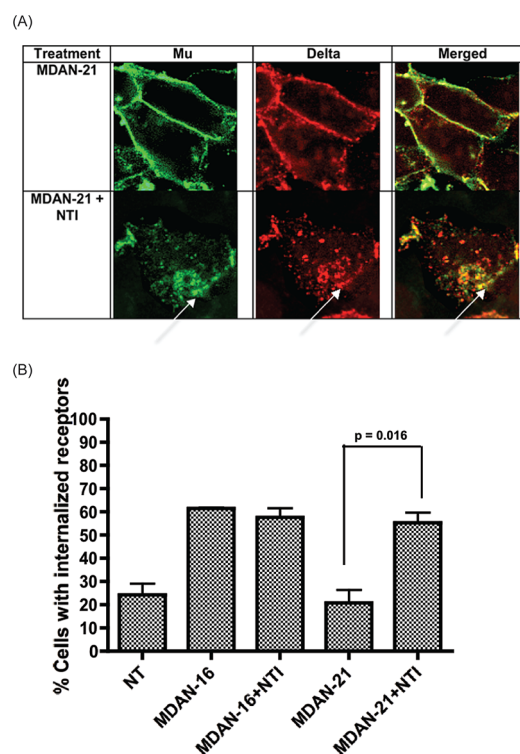 (A)
Treatment Mu Delta Merged
MDAN-21
MDAN-21 +
NTI
(B)
% Cells with internalized receptors
100
90
80
70
60
50
40
30
20
10
0
p = 0.016
NT
MDAN-16
MDAN-16+NTI
MDAN-21
MDAN-21+NTI